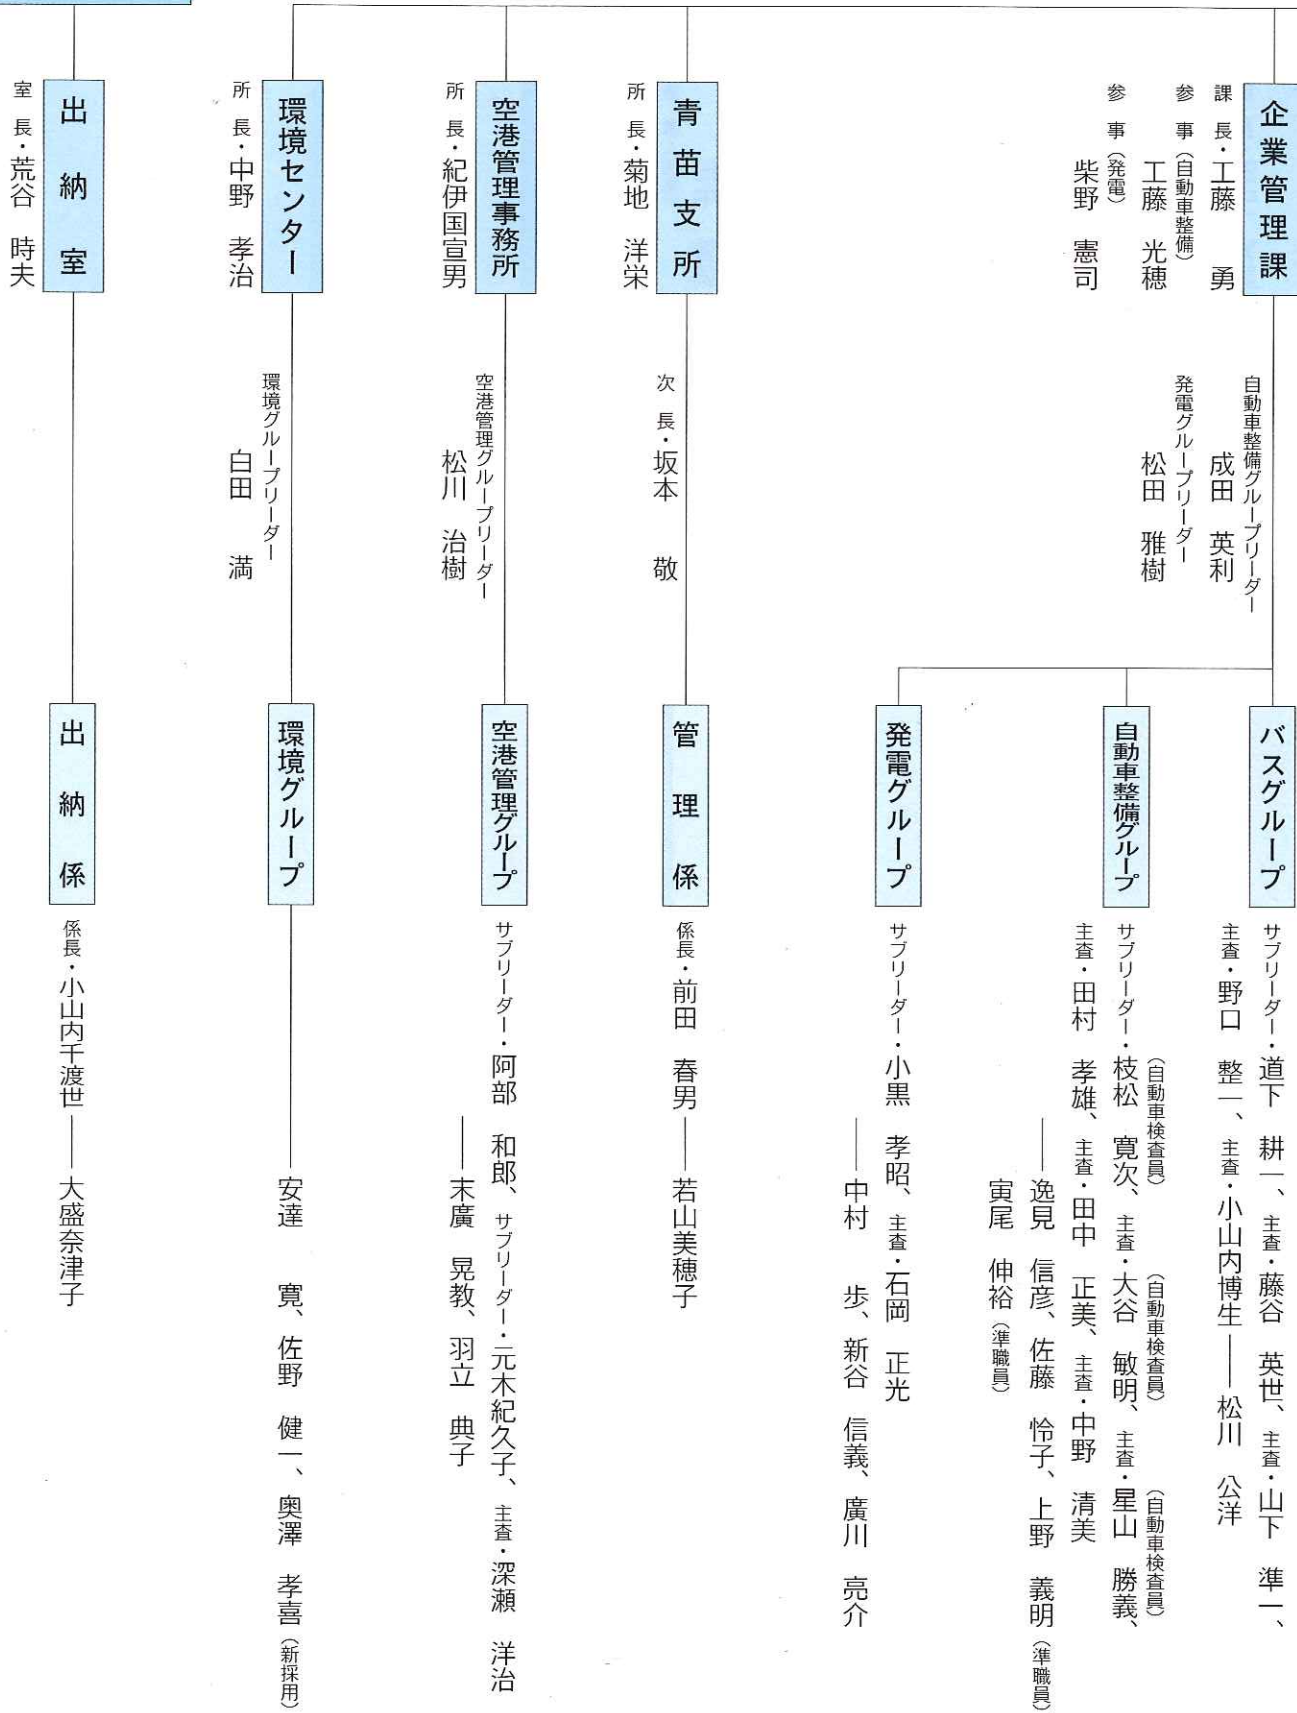 企業管理課
課長・工藤　勇
参事（自動車整備）
工藤　光穂
参事（発電）
柴野　憲司
自動車整備グループリーダー
成田　英利
発電グループリーダー
松田　雅樹
バスグループ
サブリーダー・道下　耕一、主査・藤谷　英世、主査・山下　準一、
主査・野口　整一、主査・小山内博生――松川　公洋
自動車整備グループ
（自動車検査員）（自動車検査員）（自動車検査員）
サブリーダー・枝松　寛次、主査・大谷　敏明、主査・星山　勝義、
主査・田村　孝雄、主査・田中　正美、主査・中野　清美
――逸見　信彦、佐藤　怜子、上野　義明（準職員）
寅尾　伸裕（準職員）
発電グループ
サブリーダー・小黒　孝昭、主査・石岡　正光
――中村　歩、新谷　信義、廣川　亮介
青苗支所
所長・菊地　洋栄
次長・坂本　敬
管理係
係長・前田　春男――若山美穂子
空港管理事務所
所長・紀伊国宣男
空港管理グループリーダー
松川　治樹
空港管理グループ
サブリーダー・阿部　和郎、サブリーダー・元木紀久子、主査・深瀬　洋治
――末廣　晃教、羽立　典子
環境センター
所長・中野　孝治
環境グループリーダー
白田　満
環境グループ
安達　寛、佐野　健一、奥澤　孝喜（新採用）
出納室
室長・荒谷　時夫
出納係
係長・小山内千渡世――大盛奈津子